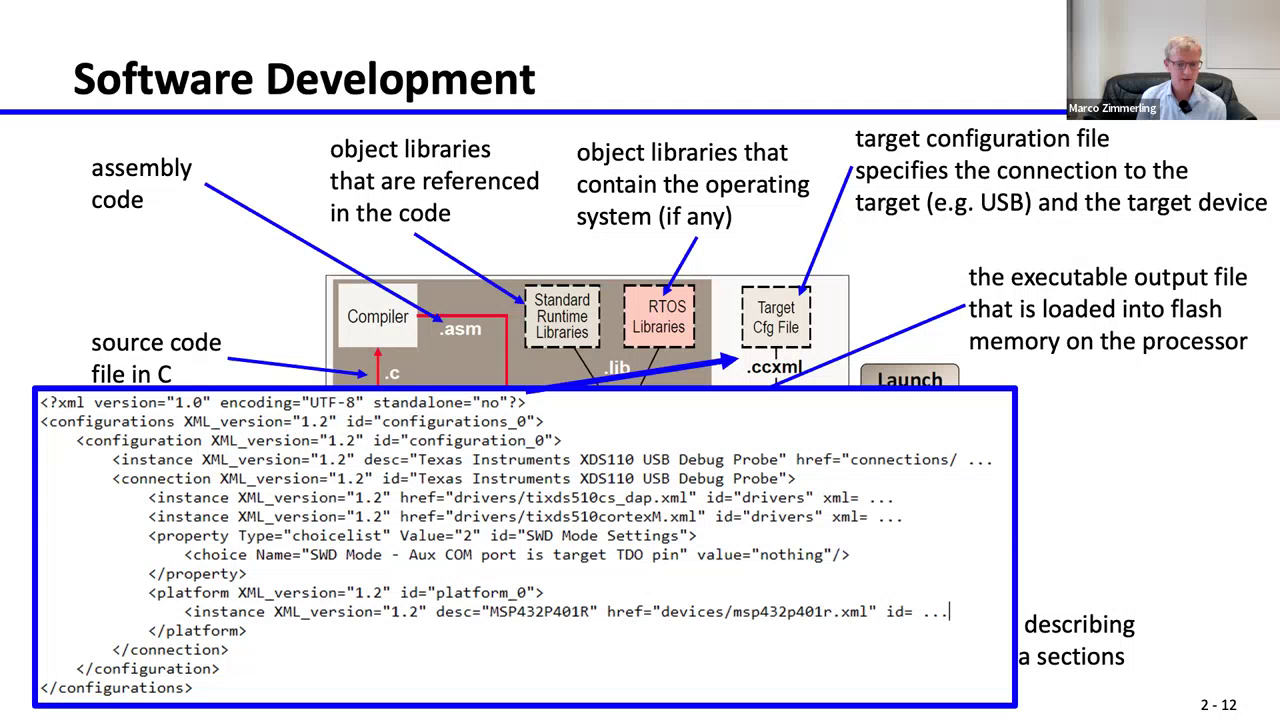 Software Development
Marco Zimmerling
assembly
code
object libraries
that are referenced
in the code
object libraries that
contain the operating
system (if any)
target configuration file
specifies the connection to the
target (e.g. USB) and the target device
the executable output file
that is loaded into flash
memory on the processor
source code
file in C
Compiler
.asm
.c
Standard
Runtime
Libraries
RTOS
Libraries
.lib
Target
Cfg File
.ccxml
Launch
<?xml version="1.0" encoding="UTF-8" standalone="no"?>
<configurations XML_version="1.2" id="configurations_0">
<configuration XML_version="1.2" id="configuration_0">
<instance XML_version="1.2" desc="Texas Instruments XDS110 USB Debug Probe" href="connections/ ...
<connection XML_version="1.2" id="Texas Instruments XDS110 USB Debug Probe">
<instance XML_version="1.2" href="drivers/tixds510cs_dap.xml" id="drivers" xml= ...
<instance XML_version="1.2" href="drivers/tixds510cortexM.xml" id="drivers" xml= ...
<property Type="choicelist" Value="2" id="SWD Mode Settings">
<choice Name="SWD Mode - Aux COM port is target TDO pin" value="nothing"/>
</property>
<platform XML_version="1.2" id="platform_0">
<instance XML_version="1.2" desc="MSP432P401R" href="devices/msp432p401r.xml" id= ...
</platform>
</connection>
</configuration>
</configurations>
describing
a sections
2 - 12